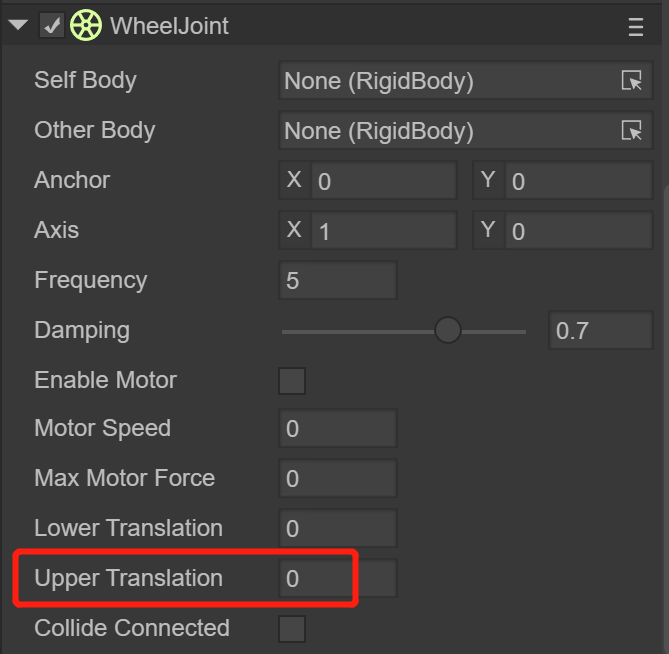 WheelJoint
Self Body None (RigidBody)
Other Body None (RigidBody)
Anchor X 0 Y 0
Axis X 1 Y 0
Frequency 5
Damping 0.7
Enable Motor
Motor Speed 0
Max Motor Force 0
Lower Translation 0
Upper Translation 0
Collide Connected